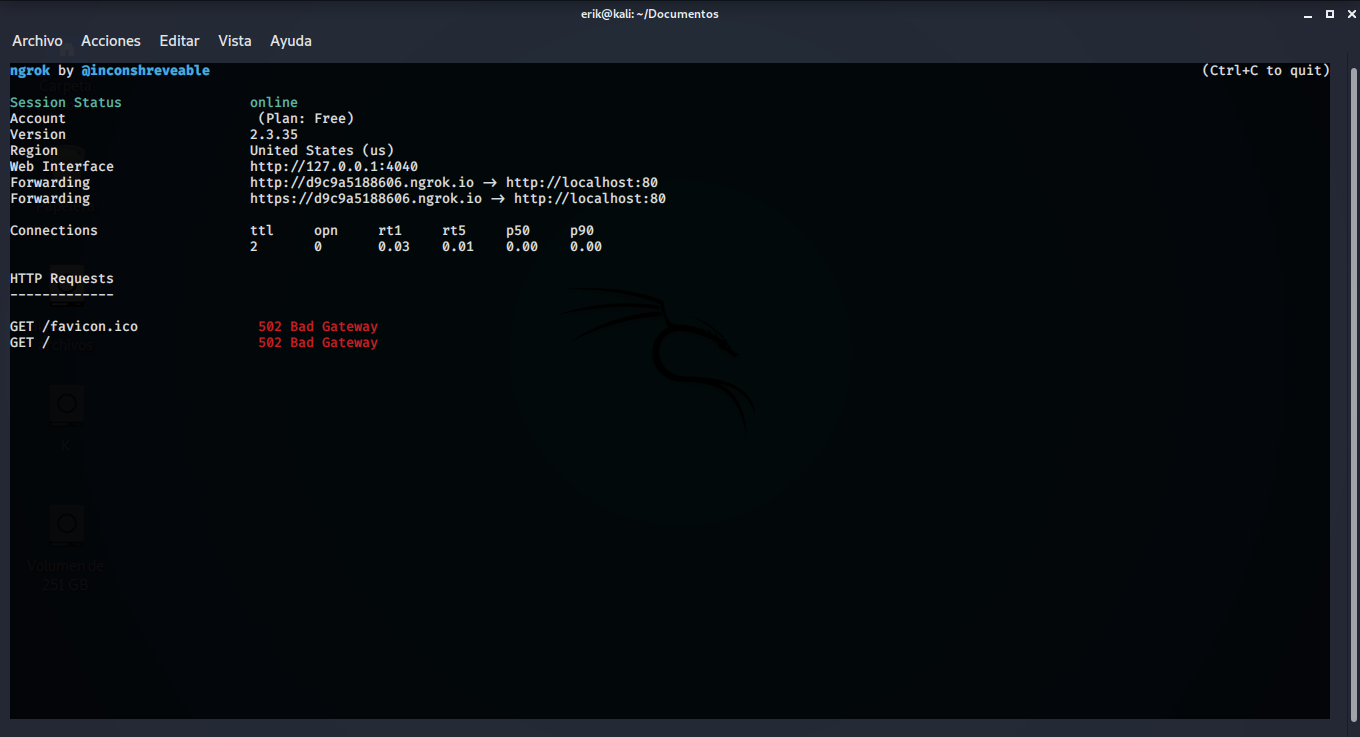 erik@kali: ~/Documentos
Archivo Acciones Editar Vista Ayuda
ngrok by @inconshreveable (Ctrl+C to quit)
Session Status online
Account (Plan: Free)
Version 2.3.35
Region United States (us)
Web Interface http://127.0.0.1:4040
Forwarding http://d9c9a5188606.ngrok.io -> http://localhost:80
Forwarding https://d9c9a5188606.ngrok.io -> http://localhost:80
Connections ttl opn rt1 rt5 p50 p90
2 0 0.03 0.01 0.00 0.00
HTTP Requests
-------------
GET /favicon.ico 502 Bad Gateway
GET / 502 Bad Gateway
K
Volumen de
251 GB